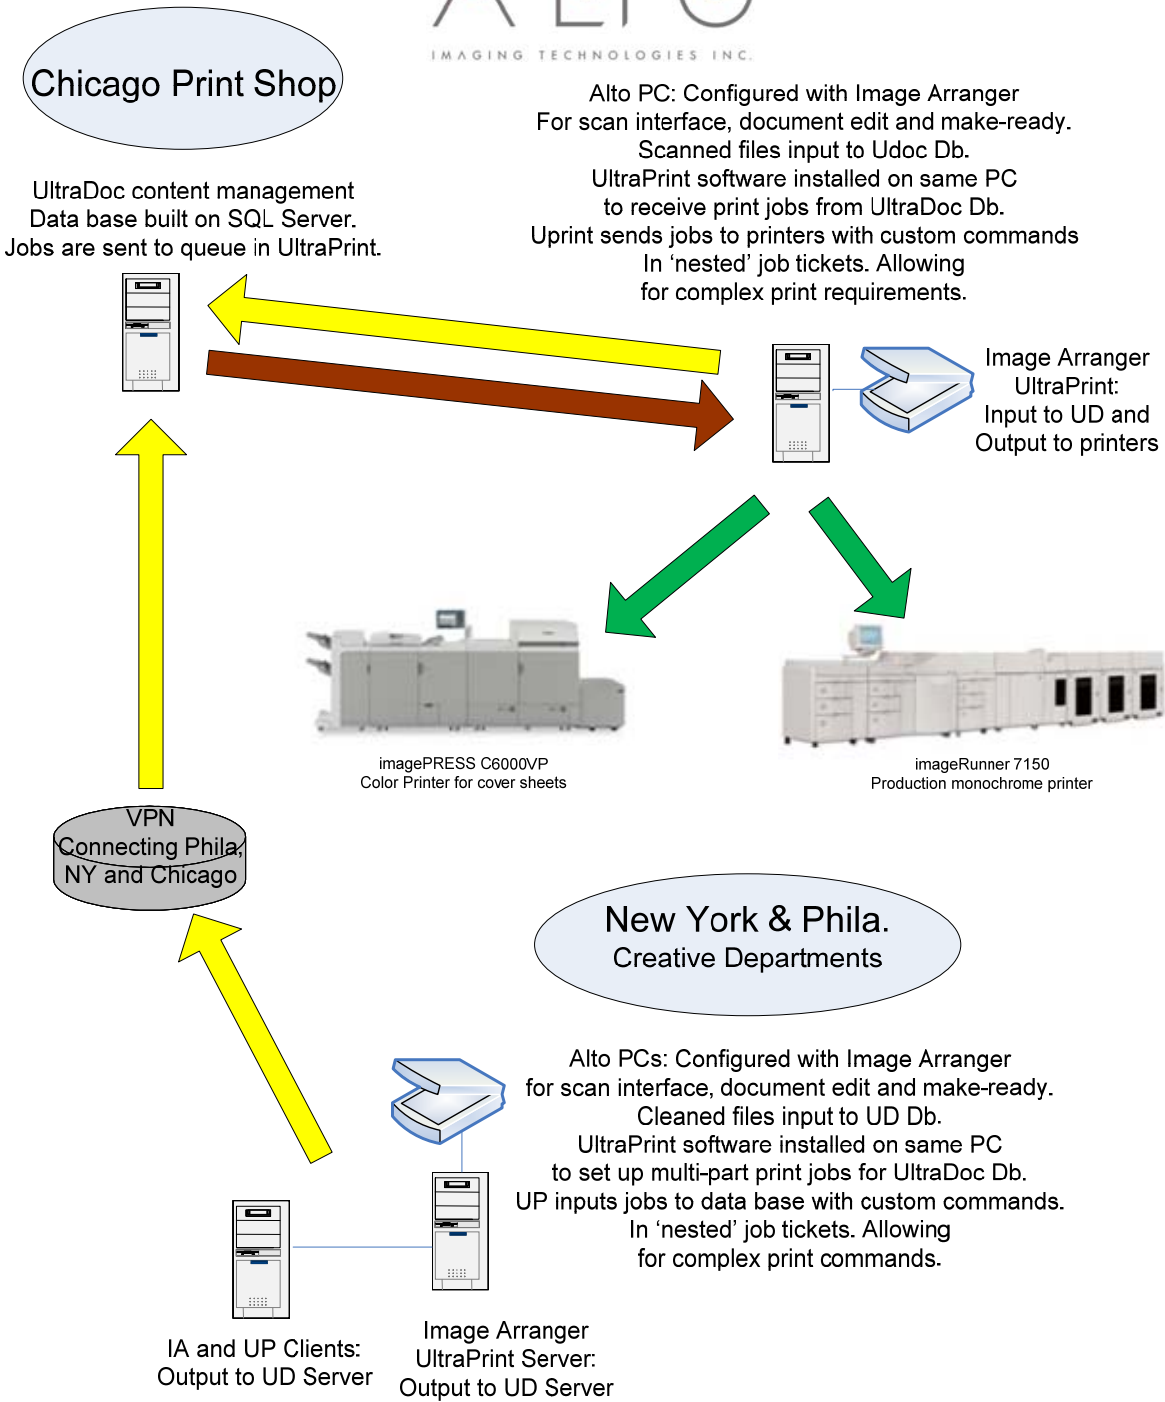 ALTO
IMAGING TECHNOLOGIES INC.
Chicago Print Shop
UltraDoc content management
Data base built on SQL Server.
Jobs are sent to queue in UltraPrint.
Alto PC: Configured with Image Arranger
For scan interface, document edit and make-ready.
Scanned files input to Udoc Db.
UltraPrint software installed on same PC
to receive print jobs from UltraDoc Db.
Uprint sends jobs to printers with custom commands
In ‘nested’ job tickets. Allowing
for complex print requirements.
Image Arranger
UltraPrint:
Input to UD and
Output to printers
imagePRESS C6000VP
Color Printer for cover sheets
imageRunner 7150
Production monochrome printer
VPN
Connecting Phila,
NY and Chicago
New York & Phila.
Creative Departments
Alto PCs: Configured with Image Arranger
for scan interface, document edit and make-ready.
Cleaned files input to UD Db.
UltraPrint software installed on same PC
to set up multi-part print jobs for UltraDoc Db.
UP inputs jobs to data base with custom commands.
In ‘nested’ job tickets. Allowing
for complex print commands.
IA and UP Clients:
Output to UD Server
Image Arranger
UltraPrint Server:
Output to UD Server